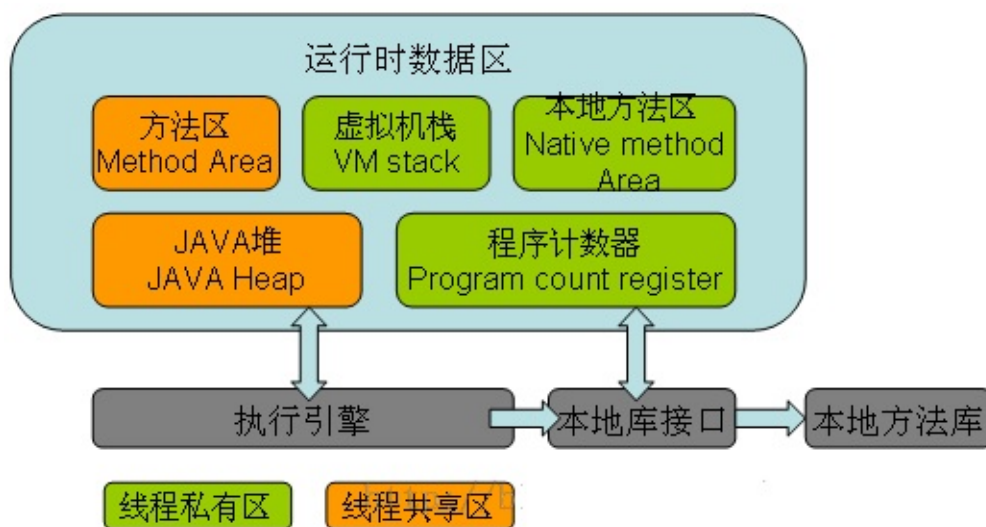 运行时数据区
方法区
Method Area
虚拟机栈
VM stack
本地方法区
Native method
Area
JAVA堆
JAVA Heap
程序计数器
Program count register
执行引擎
本地库接口
本地方法库
线程私有区
线程共享区